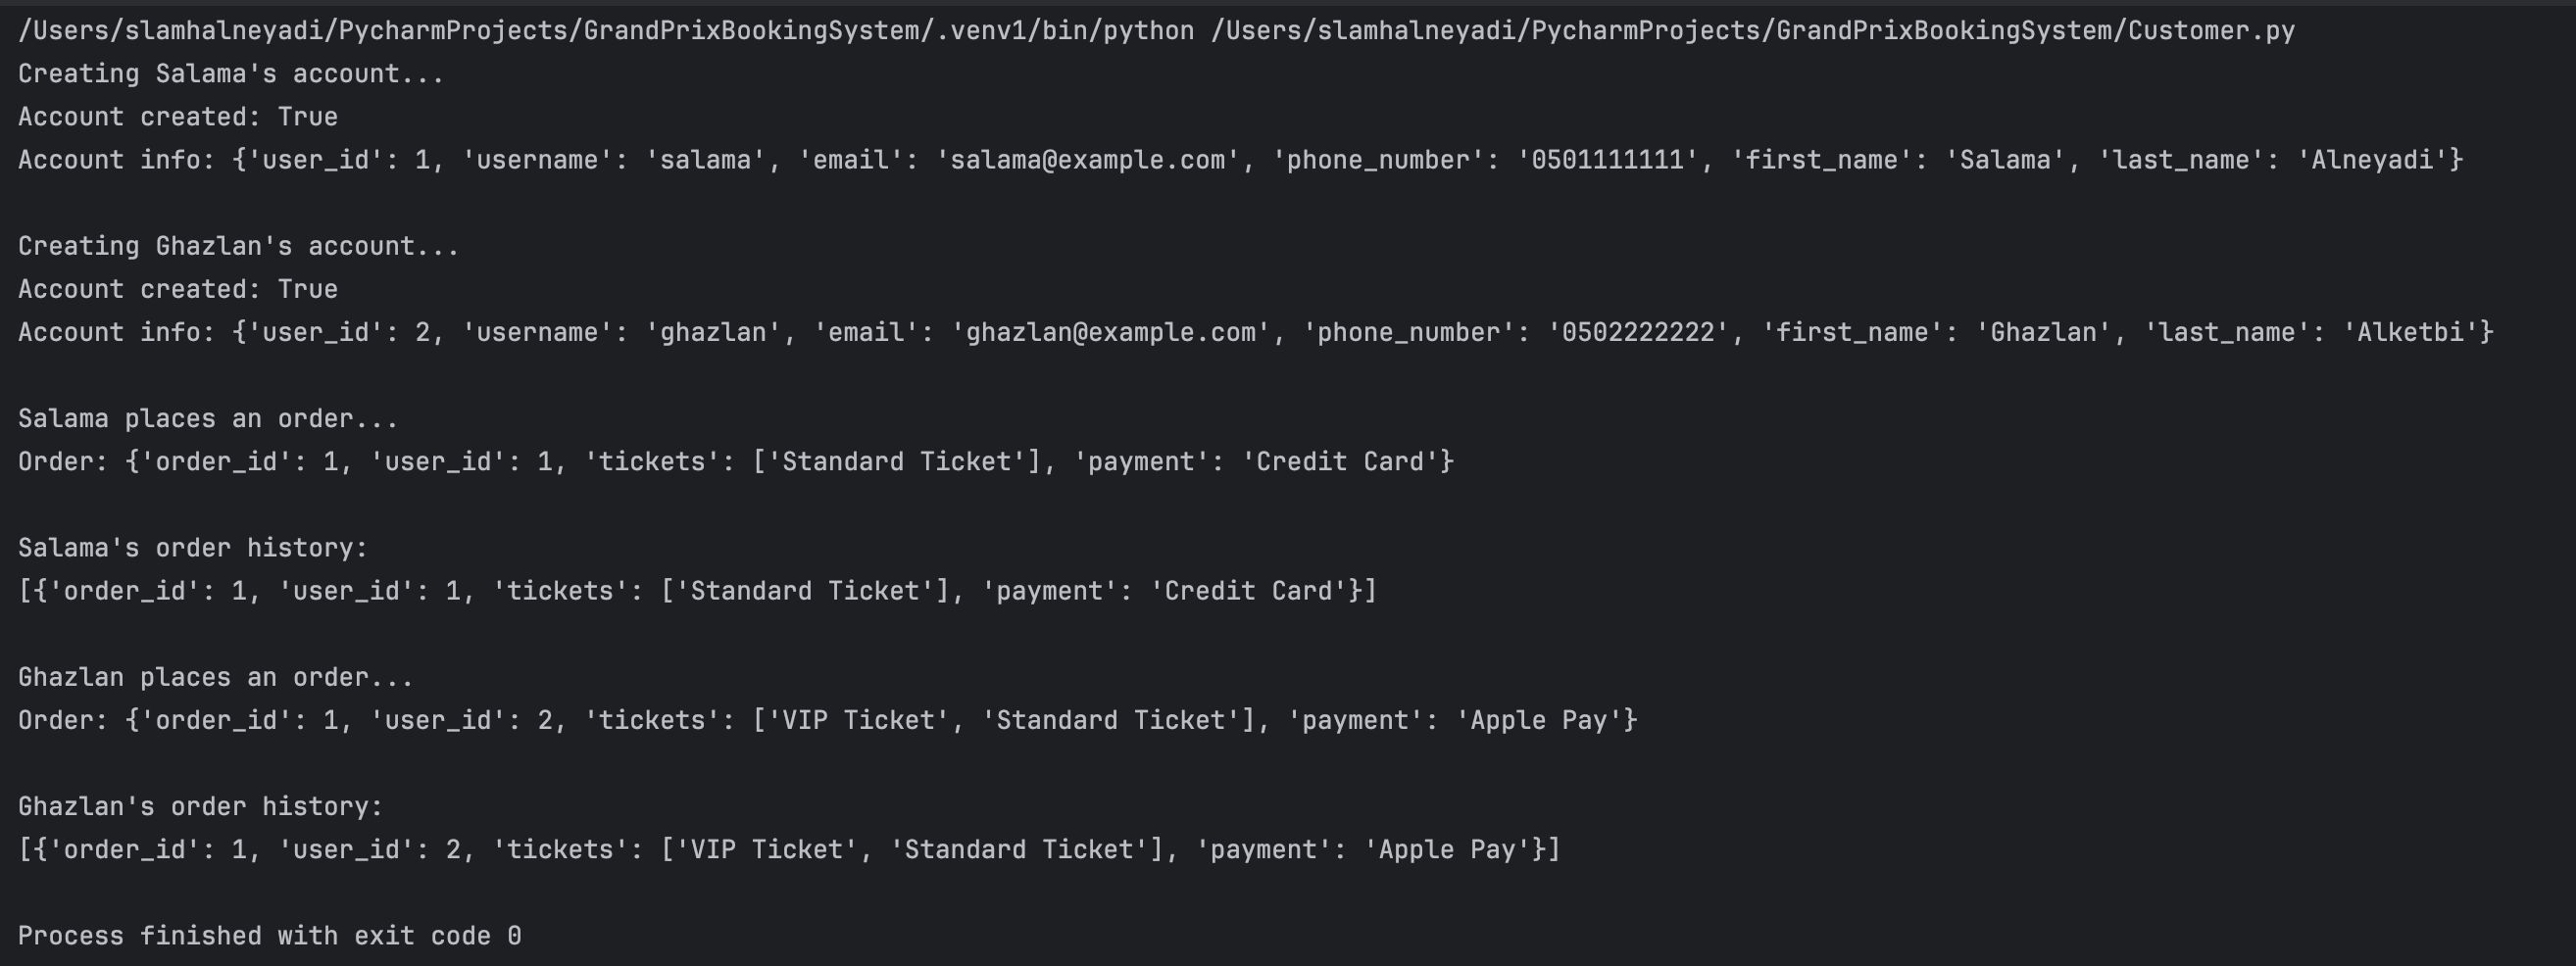 /Users/slamhalneyadi/PycharmProjects/GrandPrixBookingSystem/.venv1/bin/python /Users/slamhalneyadi/PycharmProjects/GrandPrixBookingSystem/Customer.py
Creating Salama's account...
Account created: True
Account info: {'user_id': 1, 'username': 'salama', 'email': 'salama@example.com', 'phone_number': '0501111111', 'first_name': 'Salama', 'last_name': 'Alneyadi'}
Creating Ghazlan's account...
Account created: True
Account info: {'user_id': 2, 'username': 'ghazlan', 'email': 'ghazlan@example.com', 'phone_number': '0502222222', 'first_name': 'Ghazlan', 'last_name': 'Alketbi'}
Salama places an order...
Order: {'order_id': 1, 'user_id': 1, 'tickets': ['Standard Ticket'], 'payment': 'Credit Card'}
Salama's order history:
[{'order_id': 1, 'user_id': 1, 'tickets': ['Standard Ticket'], 'payment': 'Credit Card'}]
Ghazlan places an order...
Order: {'order_id': 1, 'user_id': 2, 'tickets': ['VIP Ticket', 'Standard Ticket'], 'payment': 'Apple Pay'}
Ghazlan's order history:
[{'order_id': 1, 'user_id': 2, 'tickets': ['VIP Ticket', 'Standard Ticket'], 'payment': 'Apple Pay'}]
Process finished with exit code 0